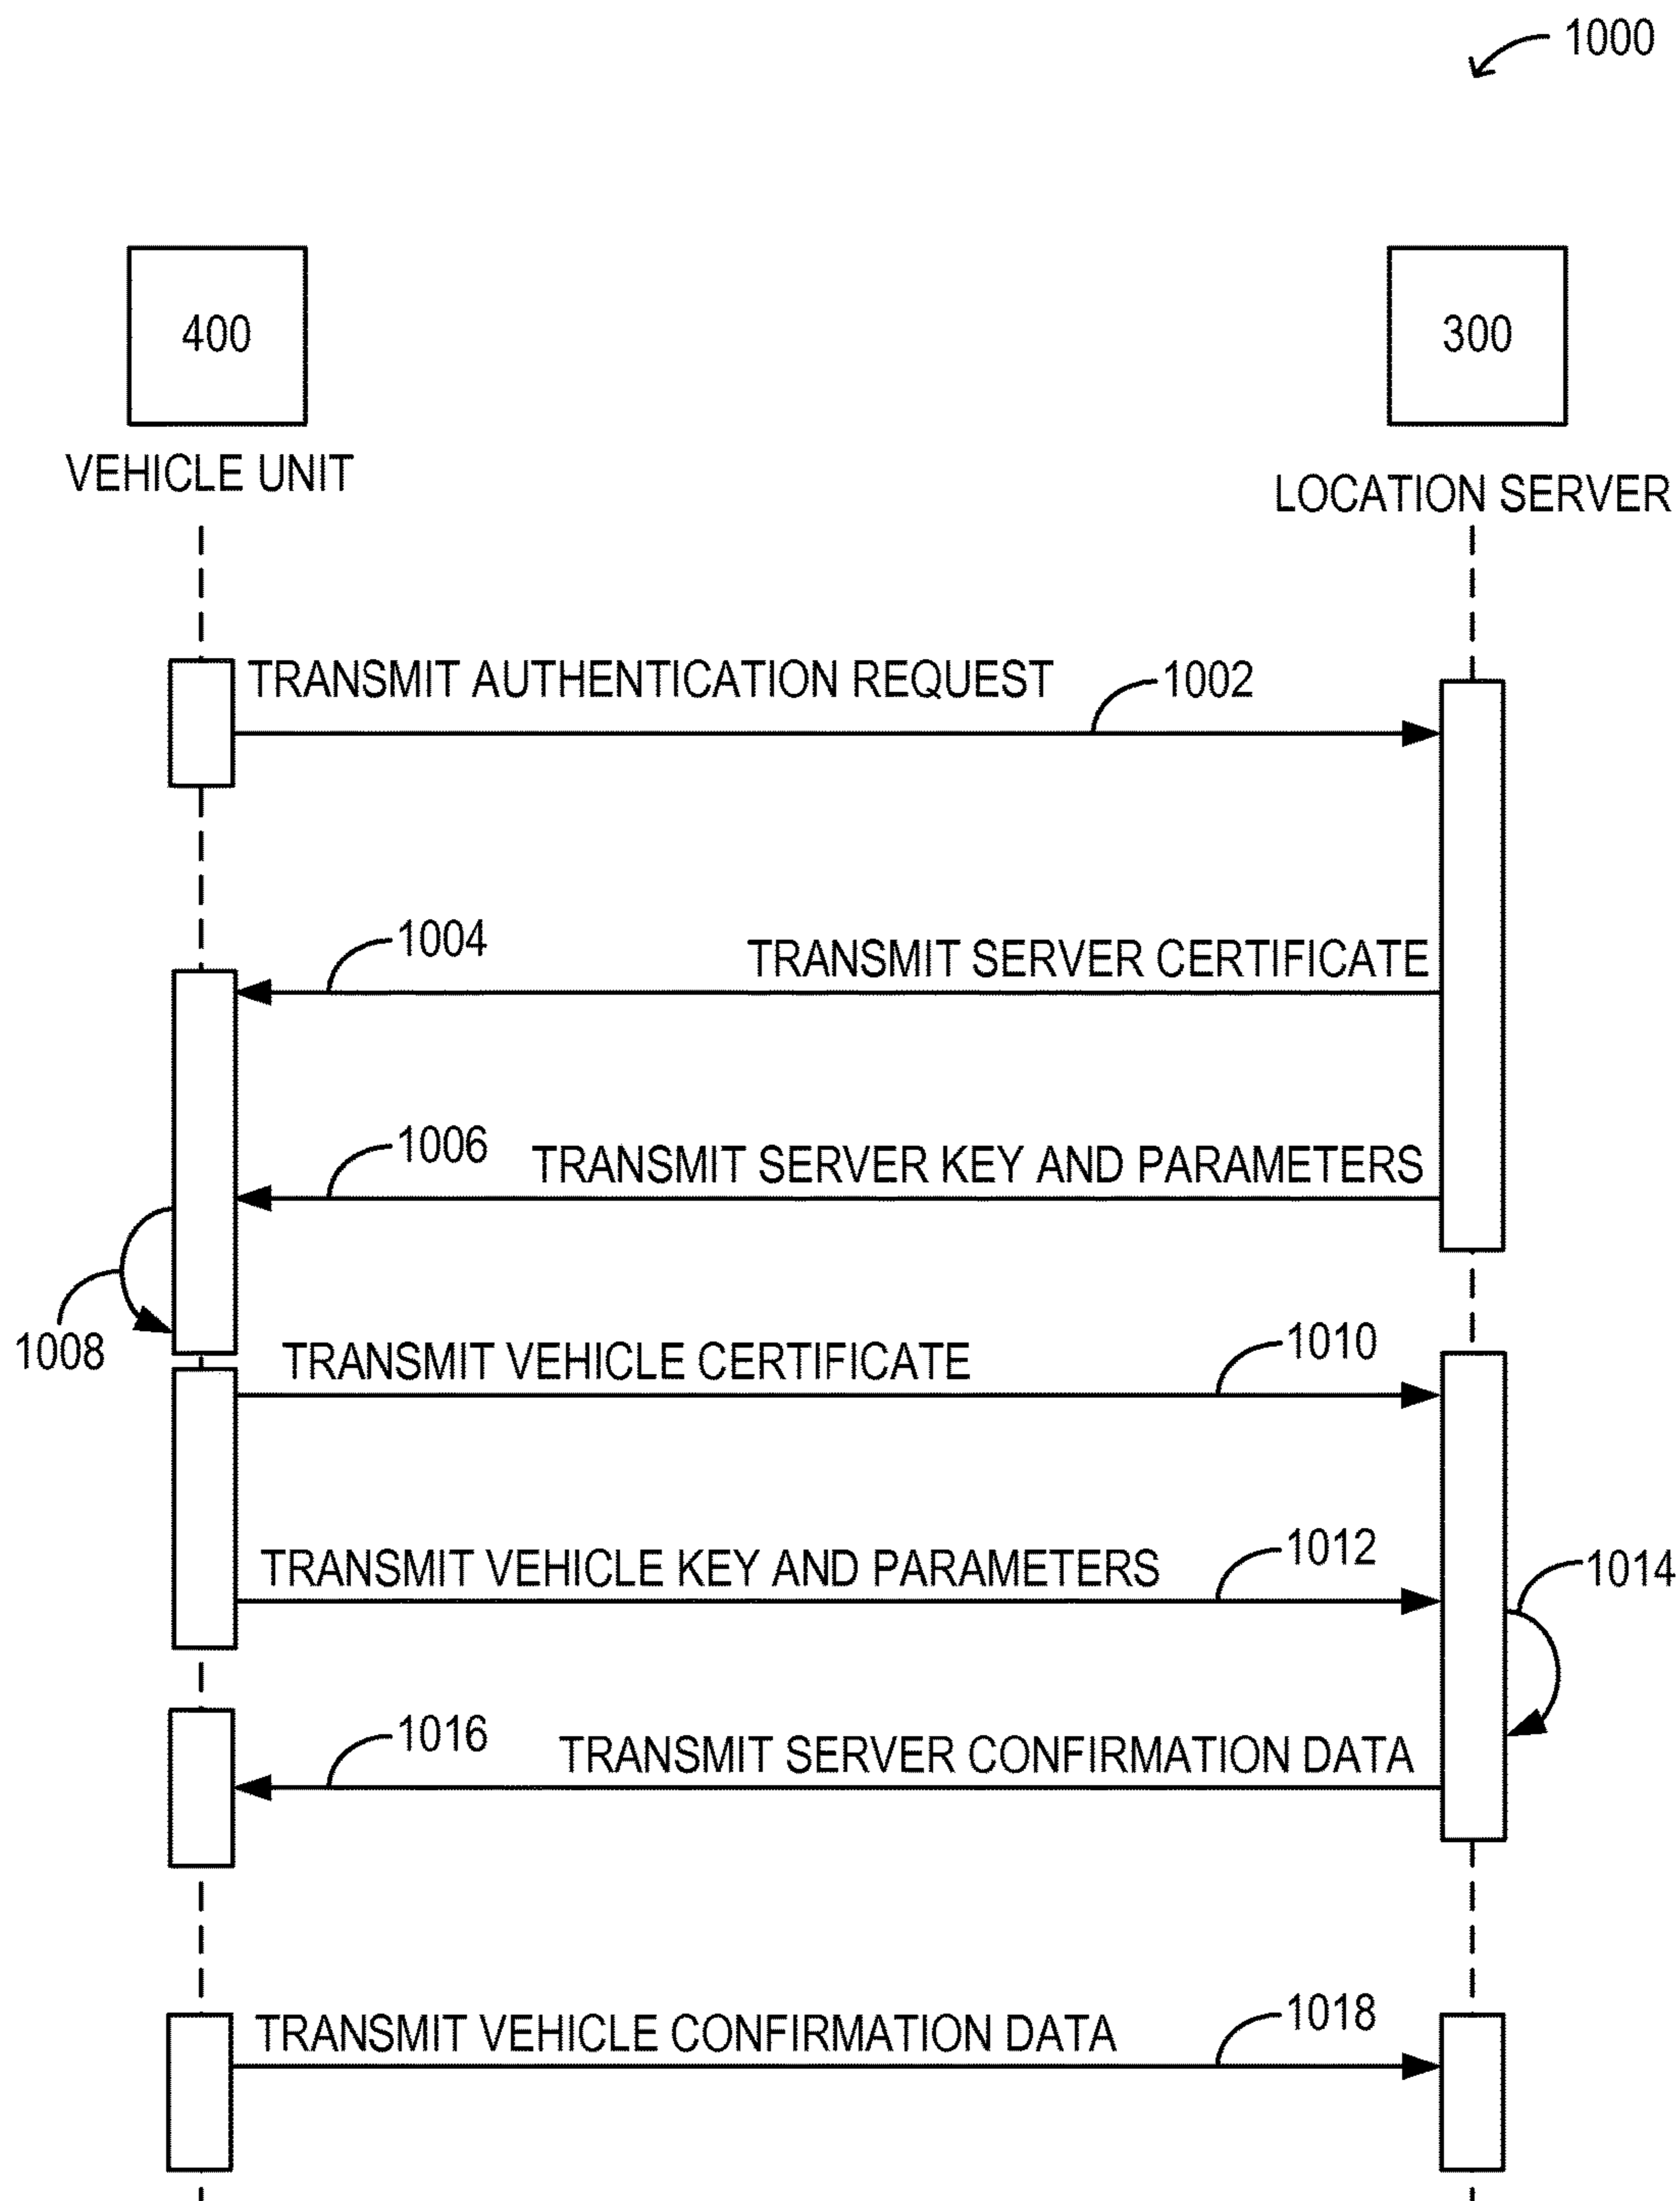 1000
400
300
VEHICLE UNIT
LOCATION SERVER
TRANSMIT AUTHENTICATION REQUEST
1002
1004
TRANSMIT SERVER CERTIFICATE
1006
TRANSMIT SERVER KEY AND PARAMETERS
1008
TRANSMIT VEHICLE CERTIFICATE
1010
TRANSMIT VEHICLE KEY AND PARAMETERS
1012
1014
1016
TRANSMIT SERVER CONFIRMATION DATA
TRANSMIT VEHICLE CONFIRMATION DATA
1018